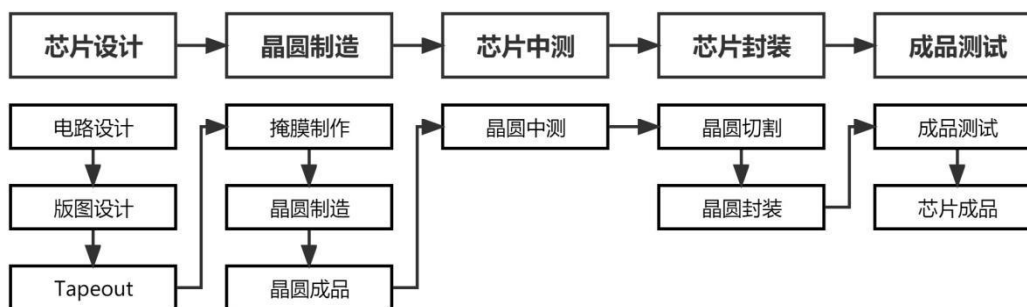 芯片设计
晶圆制造
芯片中测
芯片封装
成品测试
电路设计
掩膜制作
晶圆中测
晶圆切割
成品测试
版图设计
晶圆制造
晶圆封装
芯片成品
Tapeout
晶圆成品